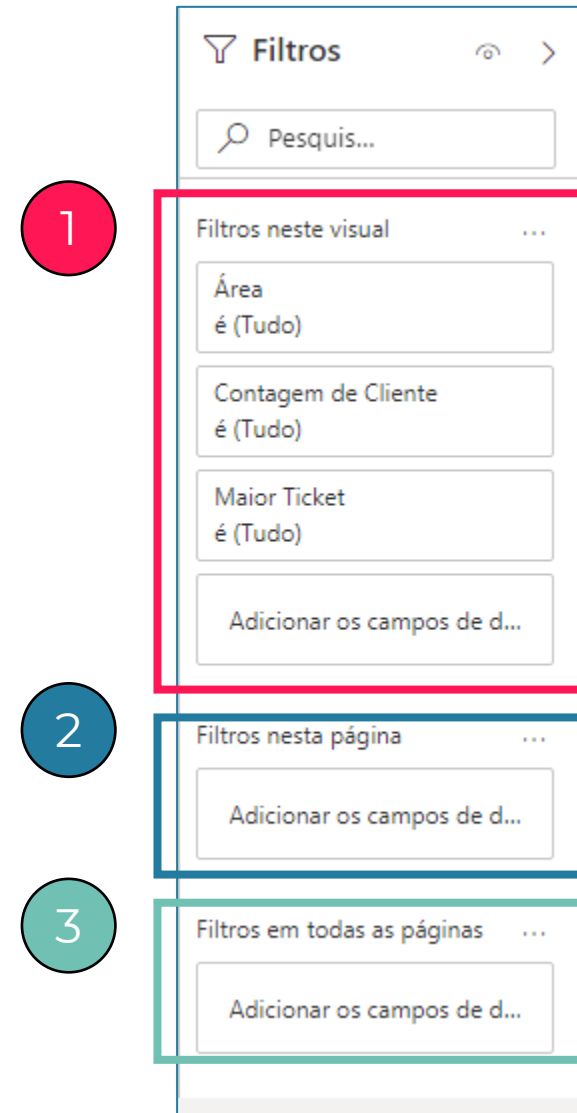 Filtros
Pesquis...
1
Filtros neste visual
Área
é (Tudo)
Contagem de Cliente
é (Tudo)
Maior Ticket
é (Tudo)
Adicionar os campos de d...
2
Filtros nesta página
Adicionar os campos de d...
3
Filtros em todas as páginas
Adicionar os campos de d...